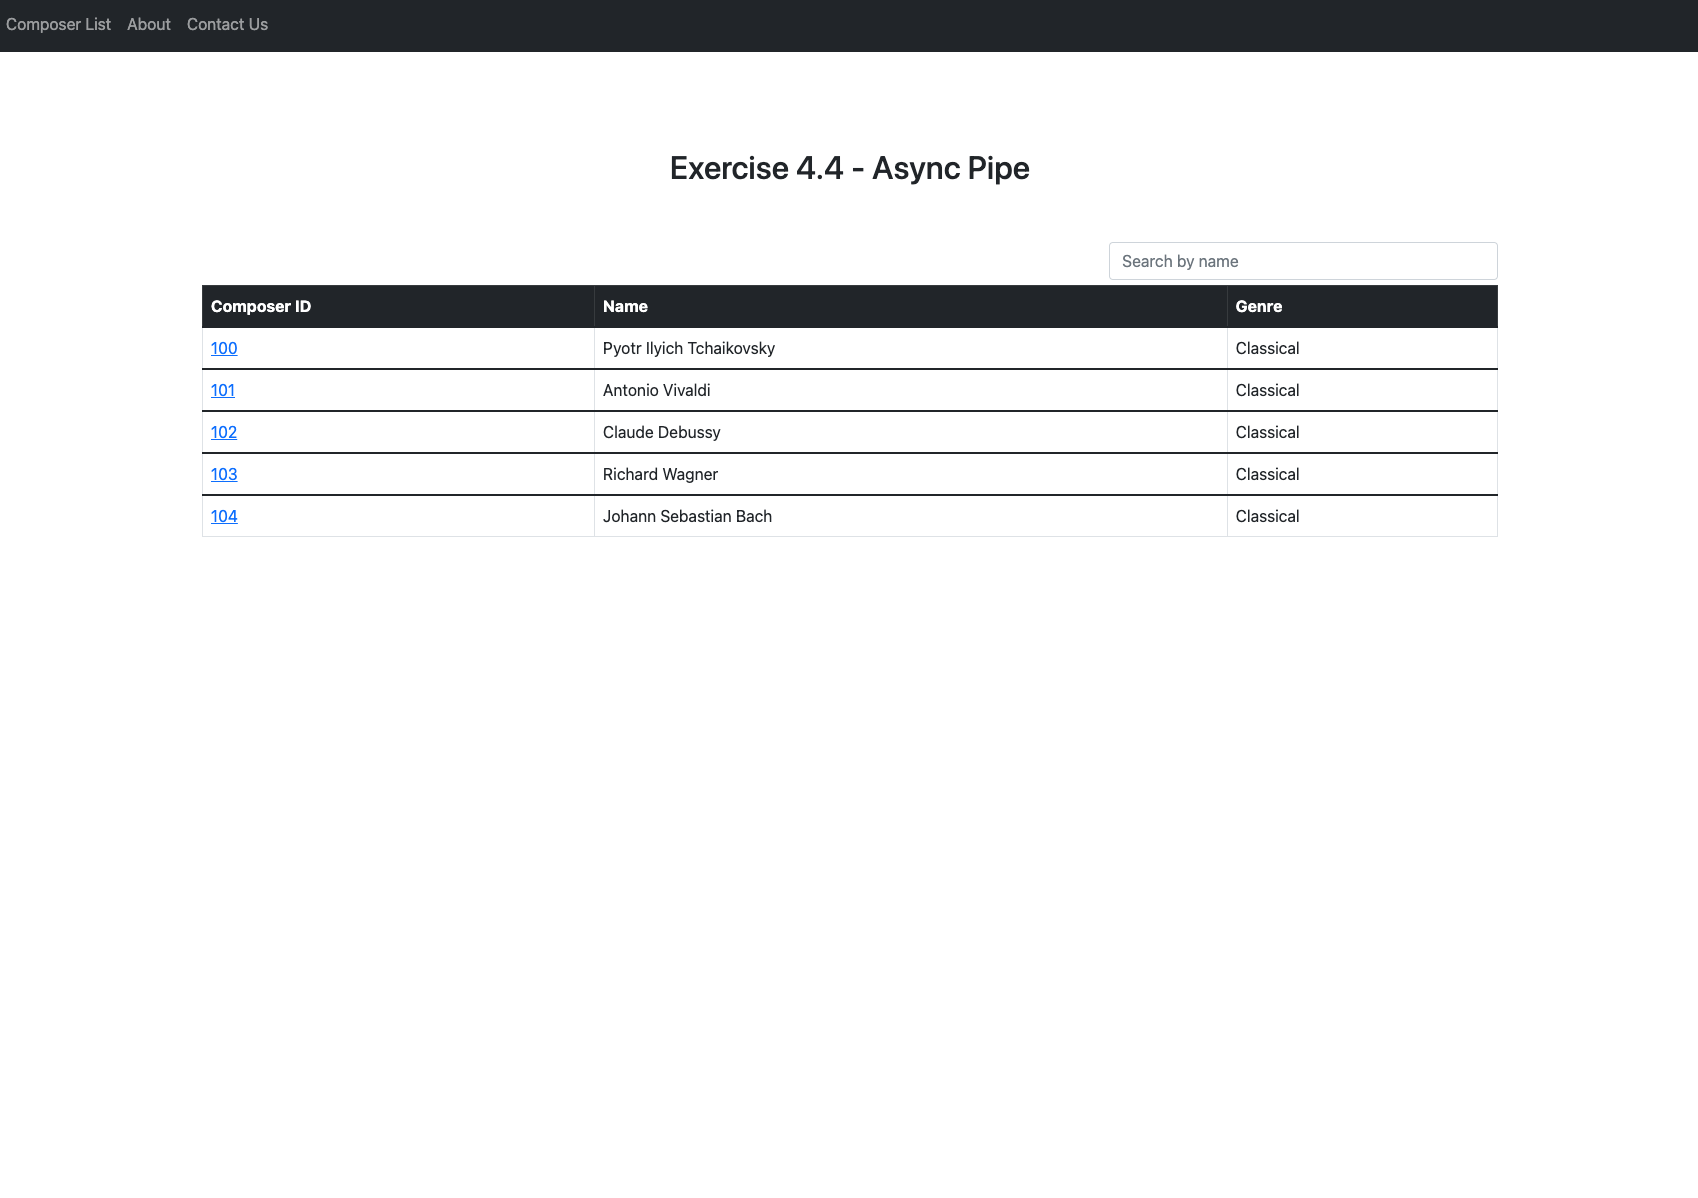 Composer List About Contact Us
Exercise 4.4 - Async Pipe
Search by name
Composer ID Name Genre
100 Pyotr Ilyich Tchaikovsky Classical
101 Antonio Vivaldi Classical
102 Claude Debussy Classical
103 Richard Wagner Classical
104 Johann Sebastian Bach Classical